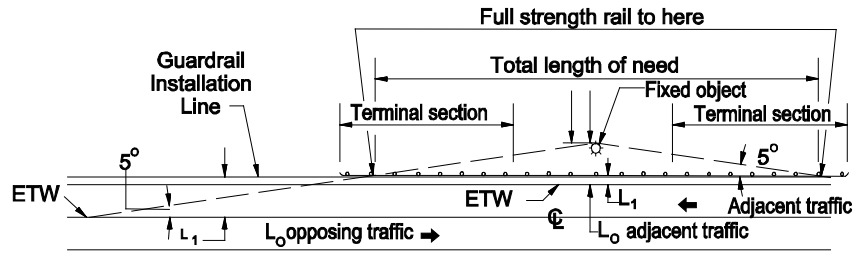 Full strength rail to here
Guardrail
Installation
Line
Total length of need
Fixed object
Terminal section
Terminal section
5°
5°
ETW
ETW
L1
℄
Adjacent traffic
L1
LO opposing traffic
LO adjacent traffic